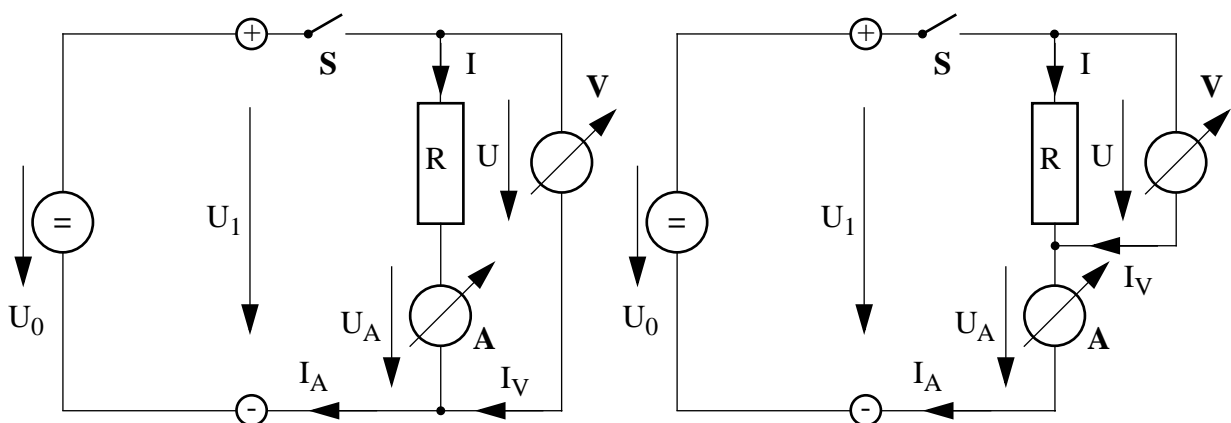 +
S
I
V
R
U
=
U1
U0
UA
A
IA
IV
-
+
S
I
V
R
U
=
U1
IV
U0
UA
A
IA
-